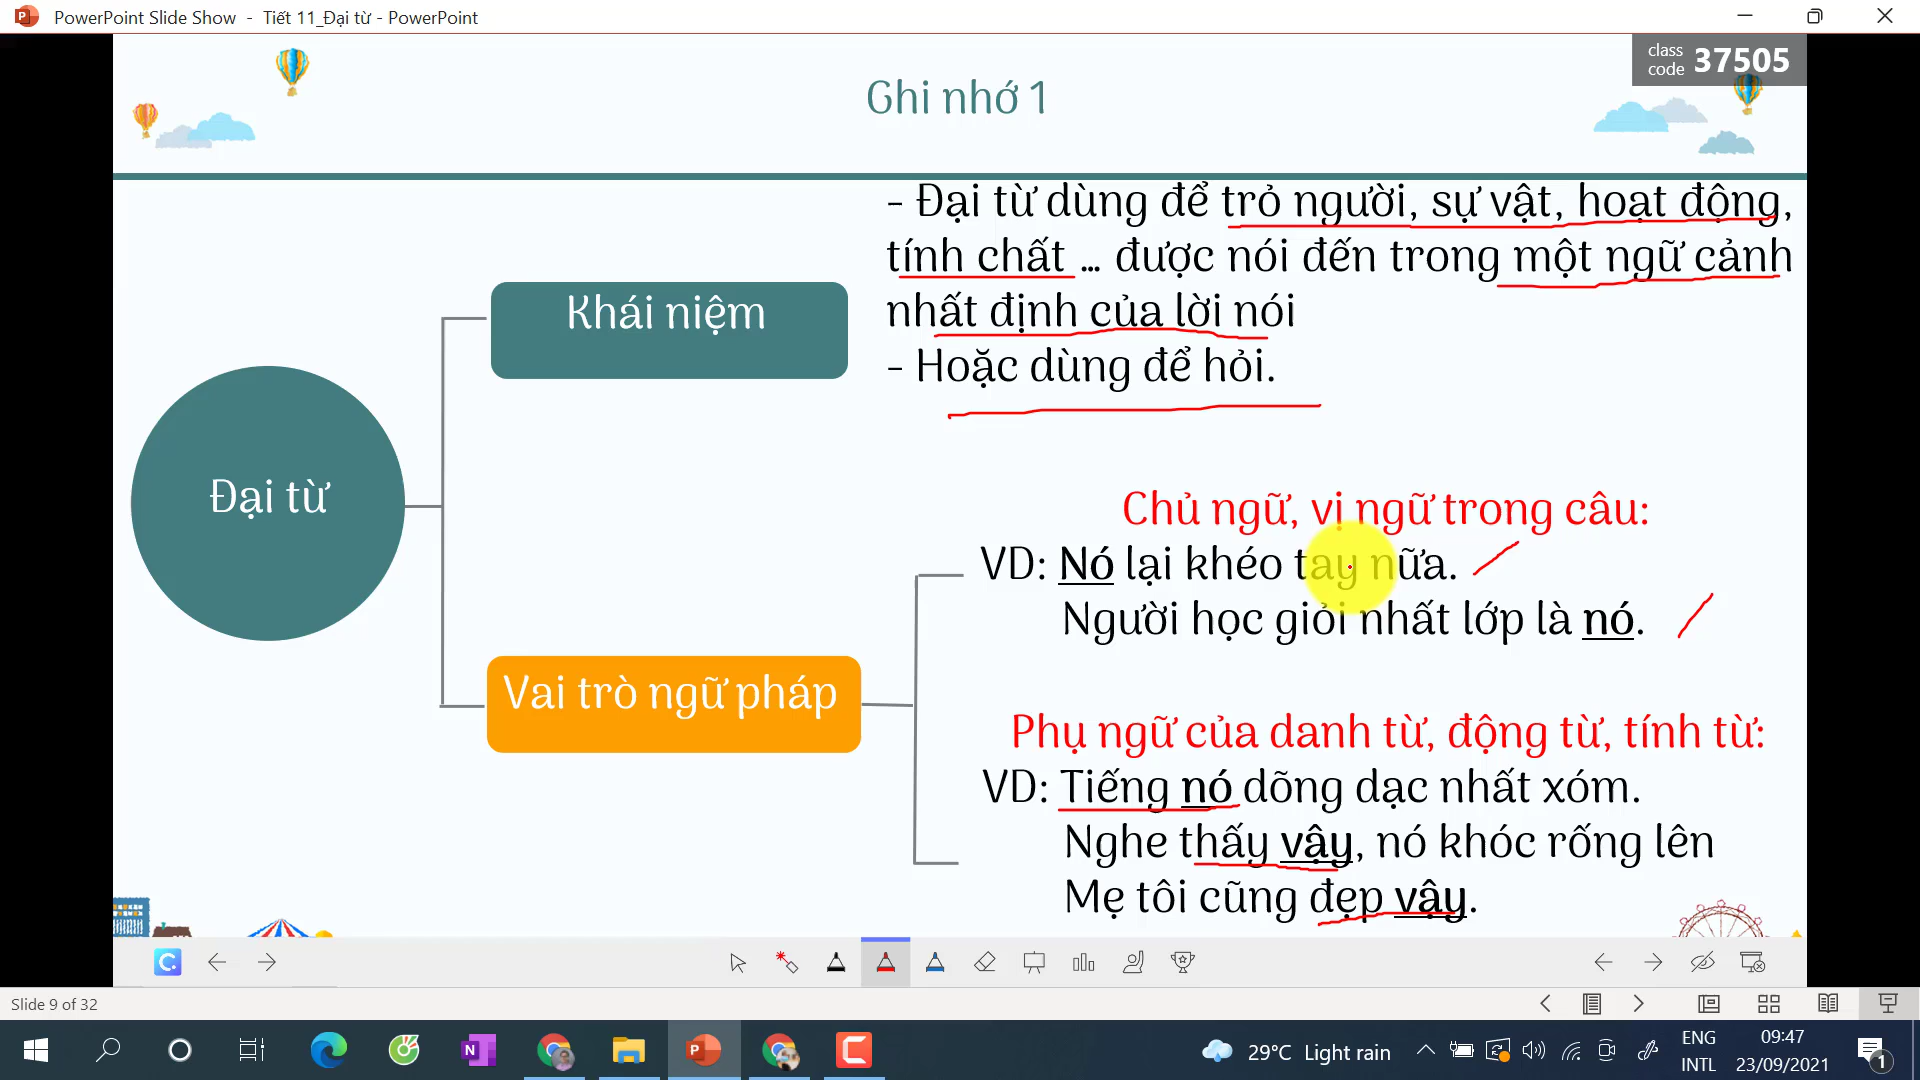 PowerPoint Slide Show - Tiết 11_Đại từ - PowerPoint
class code 37505
Ghi nhớ 1
- Đại từ dùng để trỏ người, sự vật, hoạt động,
tính chất ... được nói đến trong một ngữ cảnh
nhất định của lời nói
- Hoặc dùng để hỏi.
Khái niệm
Đại từ
Chủ ngữ, vị ngữ trong câu:
VD: Nó lại khéo tay nữa.
Người học giỏi nhất lớp là nó.
Vai trò ngữ pháp
Phụ ngữ của danh từ, động từ, tính từ:
VD: Tiếng nó dõng dạc nhất xóm.
Nghe thấy vậy, nó khóc rống lên
Mẹ tôi cũng đẹp vậy.
Slide 9 of 32
29°C Light rain
ENG
INTL
09:47
23/09/2021
1